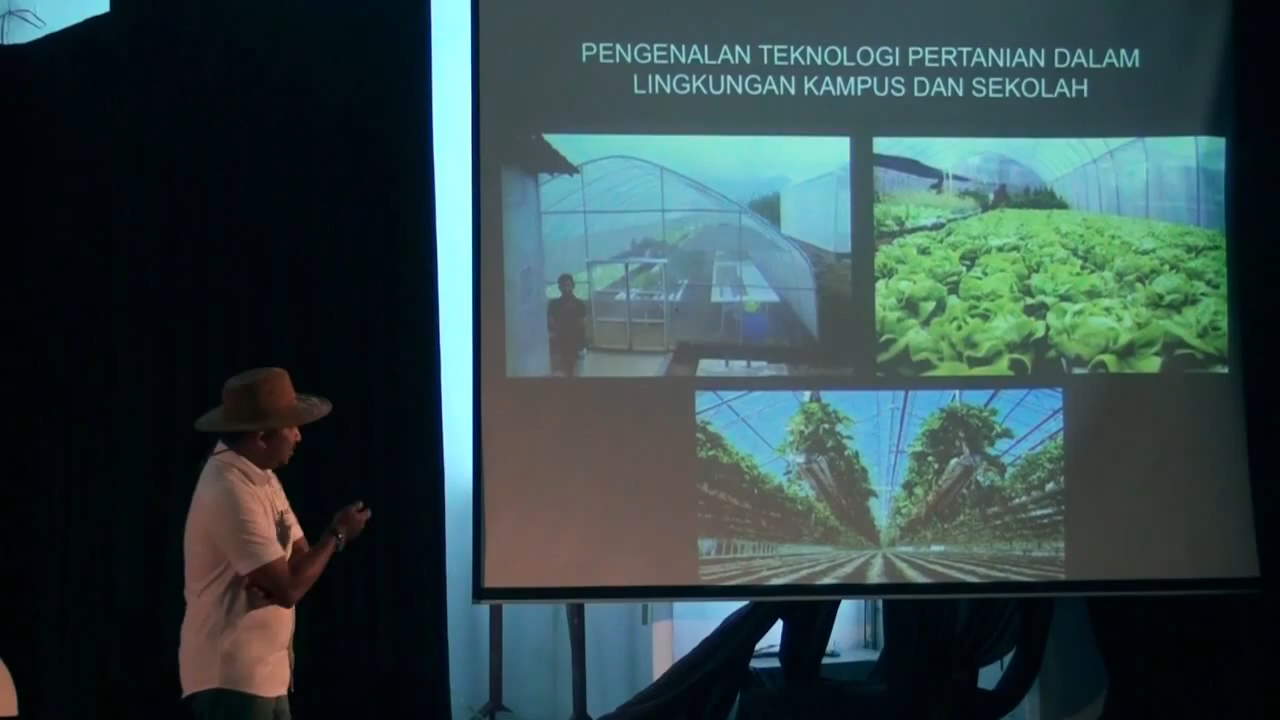 PENGENALAN TEKNOLOGI PERTANIAN DALAM
LINGKUNGAN KAMPUS DAN SEKOLAH